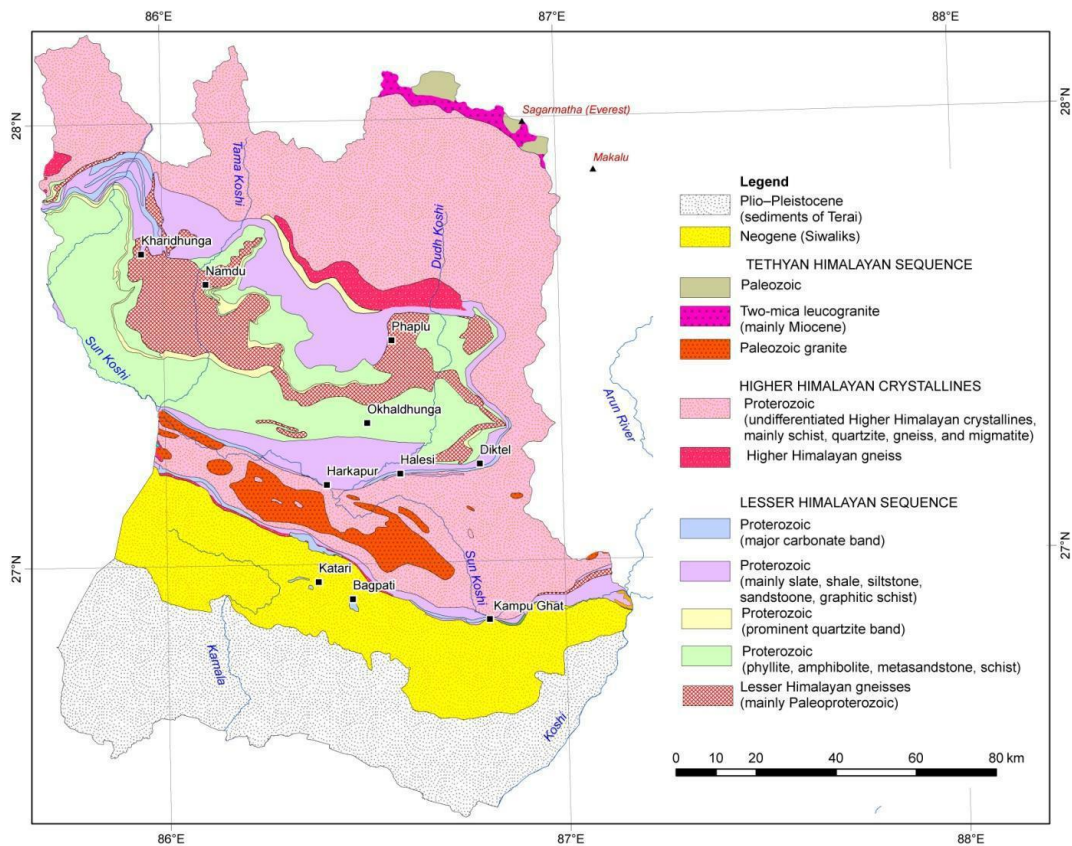 86°E
87°E
88°E
28°N
28°N
Sagarmatha (Everest)
Makalu
Tama Koshi
Dudh Koshi
Kharidhunga
Namdu
Phaplu
Sun Koshi
Arun River
Okhaldhunga
Halesi
Diktel
Harkapur
27°N
27°N
Katari
Bagpati
Sun Koshi
Kampu Ghat
Kamala
Koshi
Legend
Plio–Pleistocene
(sediments of Terai)
Neogene (Siwaliks)
TETHYAN HIMALAYAN SEQUENCE
Paleozoic
Two-mica leucogranite
(mainly Miocene)
Paleozoic granite
HIGHER HIMALAYAN CRYSTALLINES
Proterozoic
(undifferentiated Higher Himalayan crystallines,
mainly schist, quartzite, gneiss, and migmatite)
Higher Himalayan gneiss
LESSER HIMALAYAN SEQUENCE
Proterozoic
(major carbonate band)
Proterozoic
(mainly slate, shale, siltstone,
sandstoone, graphitic schist)
Proterozoic
(prominent quartzite band)
Proterozoic
(phyllite, amphibolite, metasandstone, schist)
Lesser Himalayan gneisses
(mainly Paleoproterozoic)
0 10 20 40 60 80 km
86°E
87°E
88°E